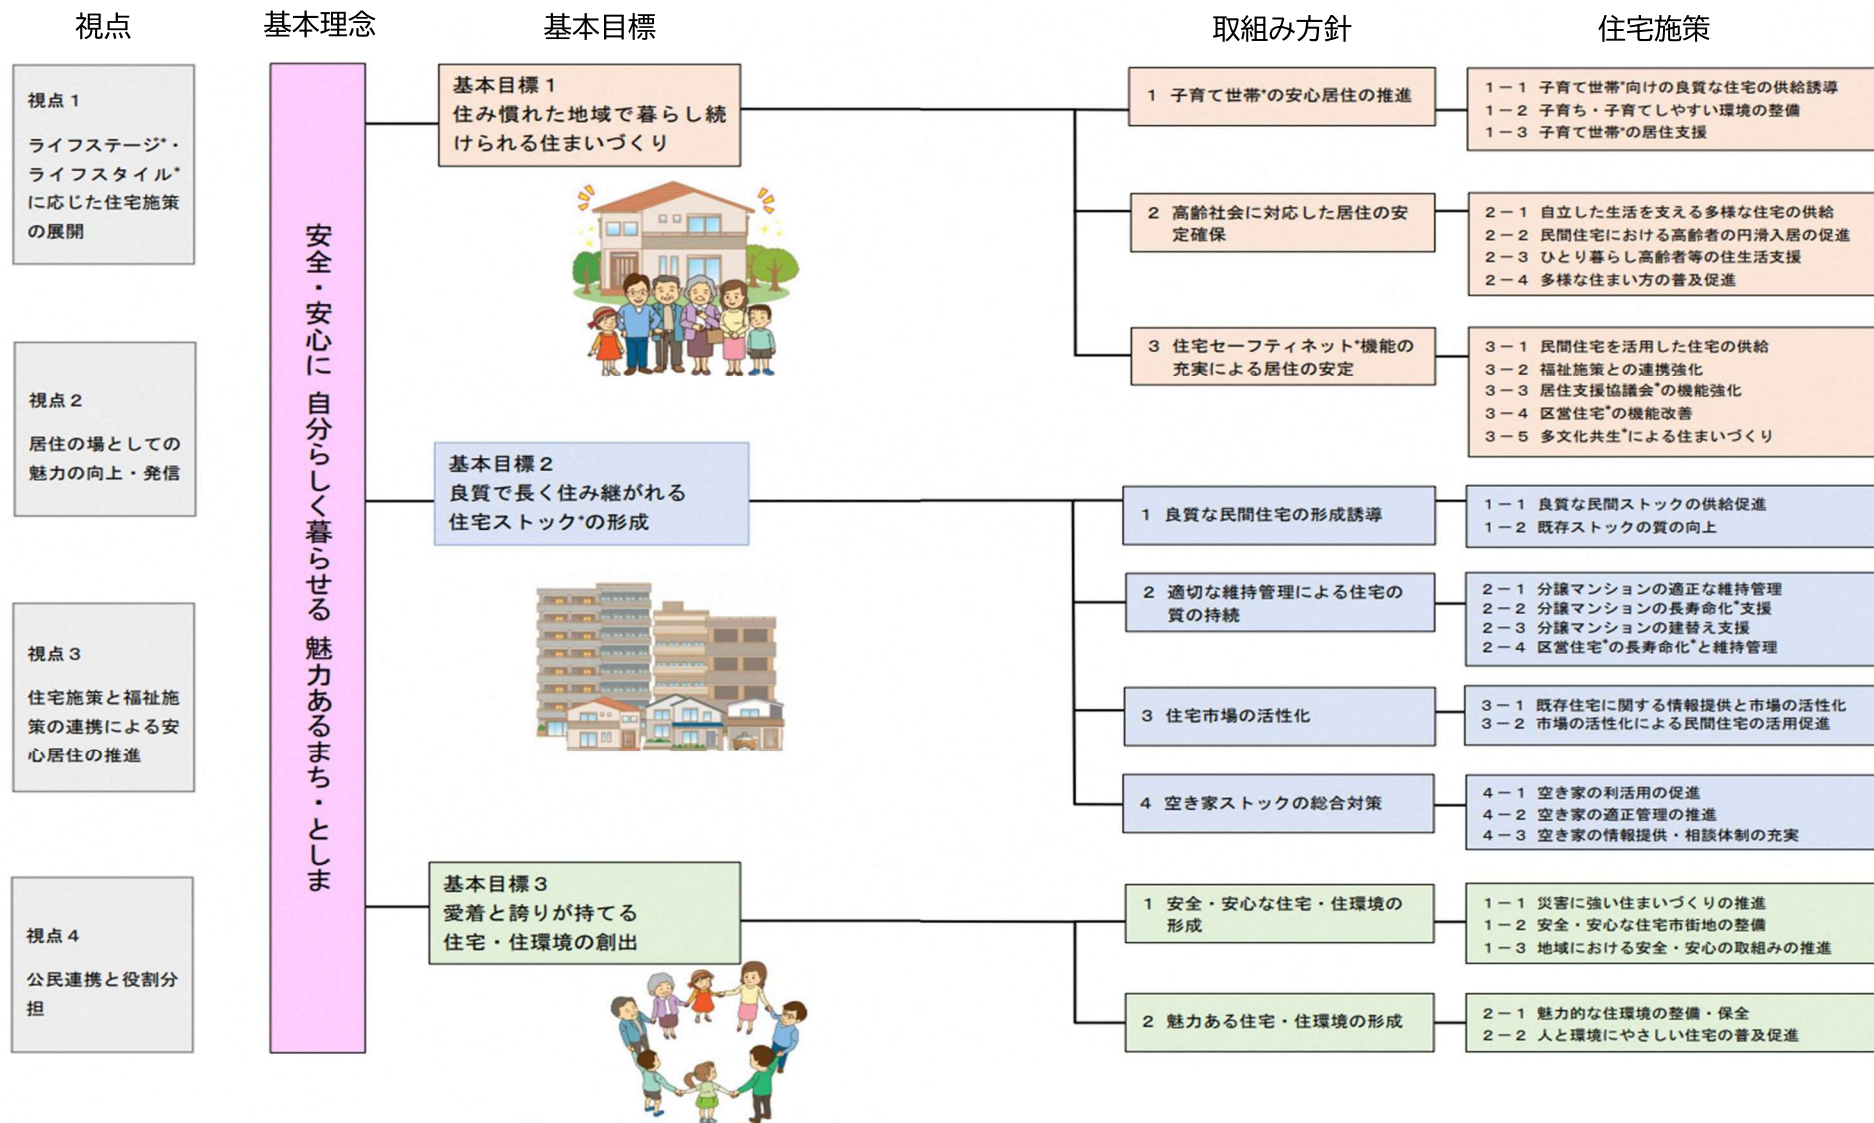 視点
基本理念
基本目標
取組み方針
住宅施策
視点1
ライフステージ*・
ライフスタイル*
に応じた住宅施策
の展開
視点2
居住の場としての
魅力の向上・発信
視点3
住宅施策と福祉施
策の連携による安
心居住の推進
視点4
公民連携と役割分
担
安全・安心に 自分らしく暮らせる 魅力あるまち・としま
基本目標1
住み慣れた地域で暮らし続
けられる住まいづくり
1 子育て世帯*の安心居住の推進
1-1 子育て世帯*向けの良質な住宅の供給誘導
1-2 子育ち・子育てしやすい環境の整備
1-3 子育て世帯*の居住支援
2 高齢社会に対応した居住の安
定確保
2-1 自立した生活を支える多様な住宅の供給
2-2 民間住宅における高齢者の円滑入居の促進
2-3 ひとり暮らし高齢者等の住生活支援
2-4 多様な住まい方の普及促進
3 住宅セーフティネット*機能の
充実による居住の安定
3-1 民間住宅を活用した住宅の供給
3-2 福祉施策との連携強化
3-3 居住支援協議会*の機能強化
3-4 区営住宅*の機能改善
3-5 多文化共生*による住まいづくり
基本目標2
良質で長く住み継がれる
住宅ストック*の形成
1 良質な民間住宅の形成誘導
1-1 良質な民間ストックの供給促進
1-2 既存ストックの質の向上
2 適切な維持管理による住宅の
質の持続
2-1 分譲マンションの適正な維持管理
2-2 分譲マンションの長寿命化*支援
2-3 分譲マンションの建替え支援
2-4 区営住宅*の長寿命化*と維持管理
3 住宅市場の活性化
3-1 既存住宅に関する情報提供と市場の活性化
3-2 市場の活性化による民間住宅の活用促進
4 空き家ストックの総合対策
4-1 空き家の利活用の促進
4-2 空き家の適正管理の推進
4-3 空き家の情報提供・相談体制の充実
基本目標3
愛着と誇りが持てる
住宅・住環境の創出
1 安全・安心な住宅・住環境の
形成
1-1 災害に強い住まいづくりの推進
1-2 安全・安心な住宅市街地の整備
1-3 地域における安全・安心の取組みの推進
2 魅力ある住宅・住環境の形成
2-1 魅力的な住環境の整備・保全
2-2 人と環境にやさしい住宅の普及促進